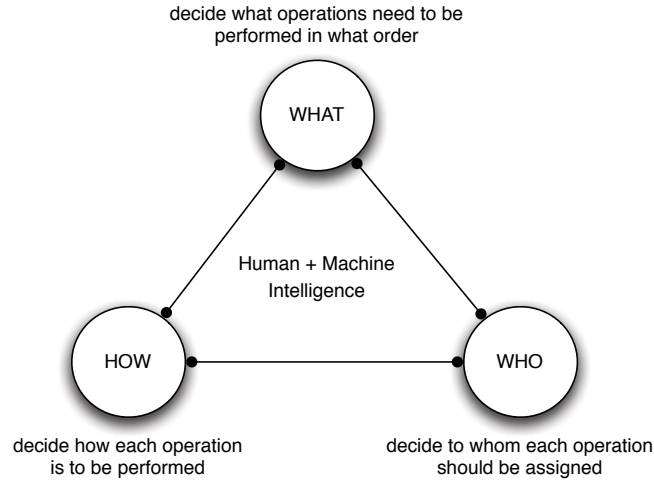 decide what operations need to be
performed in what order
WHAT
Human + Machine
Intelligence
HOW
WHO
decide how each operation
is to be performed
decide to whom each operation
should be assigned